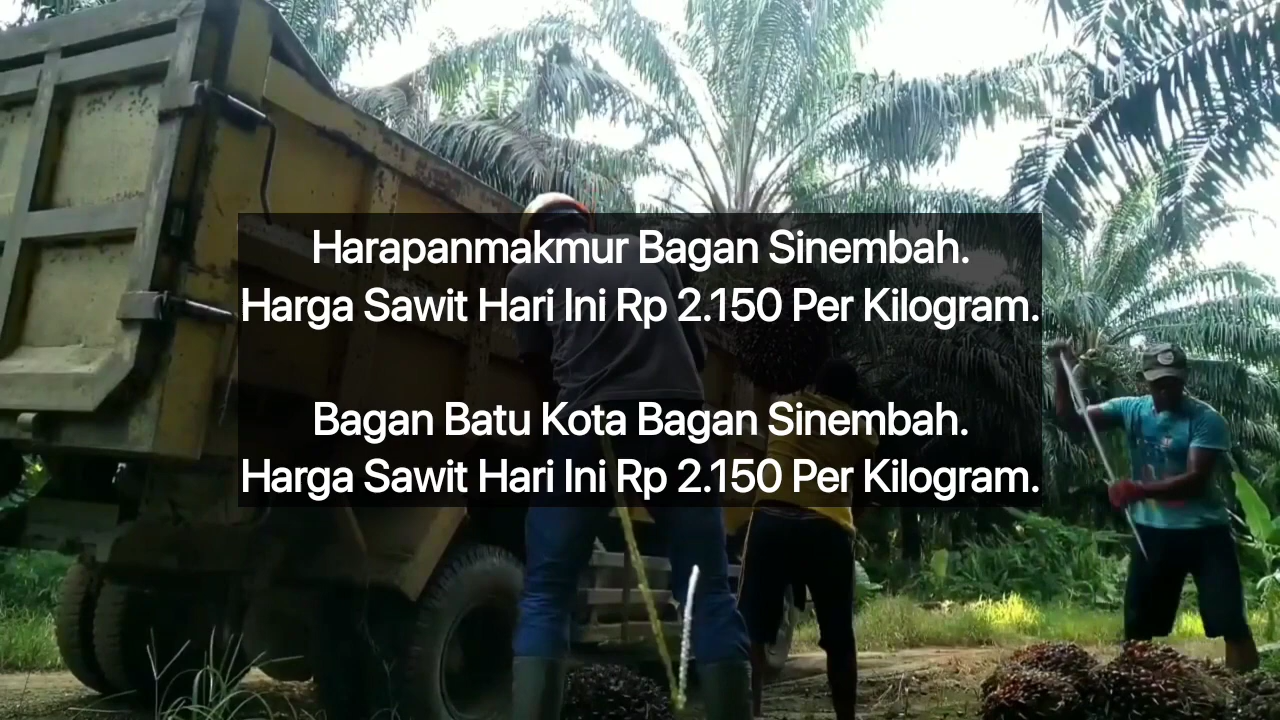 Harapanmakmur Bagan Sinembah.
Harga Sawit Hari Ini Rp 2.150 Per Kilogram.
Bagan Batu Kota Bagan Sinembah.
Harga Sawit Hari Ini Rp 2.150 Per Kilogram.